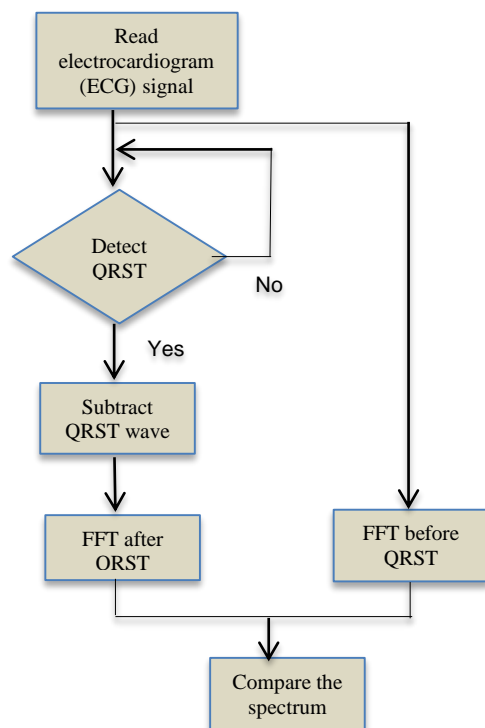 Read
electrocardiogram
(ECG) signal
Detect
QRST
No
Yes
Subtract
QRST wave
FFT after
ORST
FFT before
QRST
Compare the
spectrum